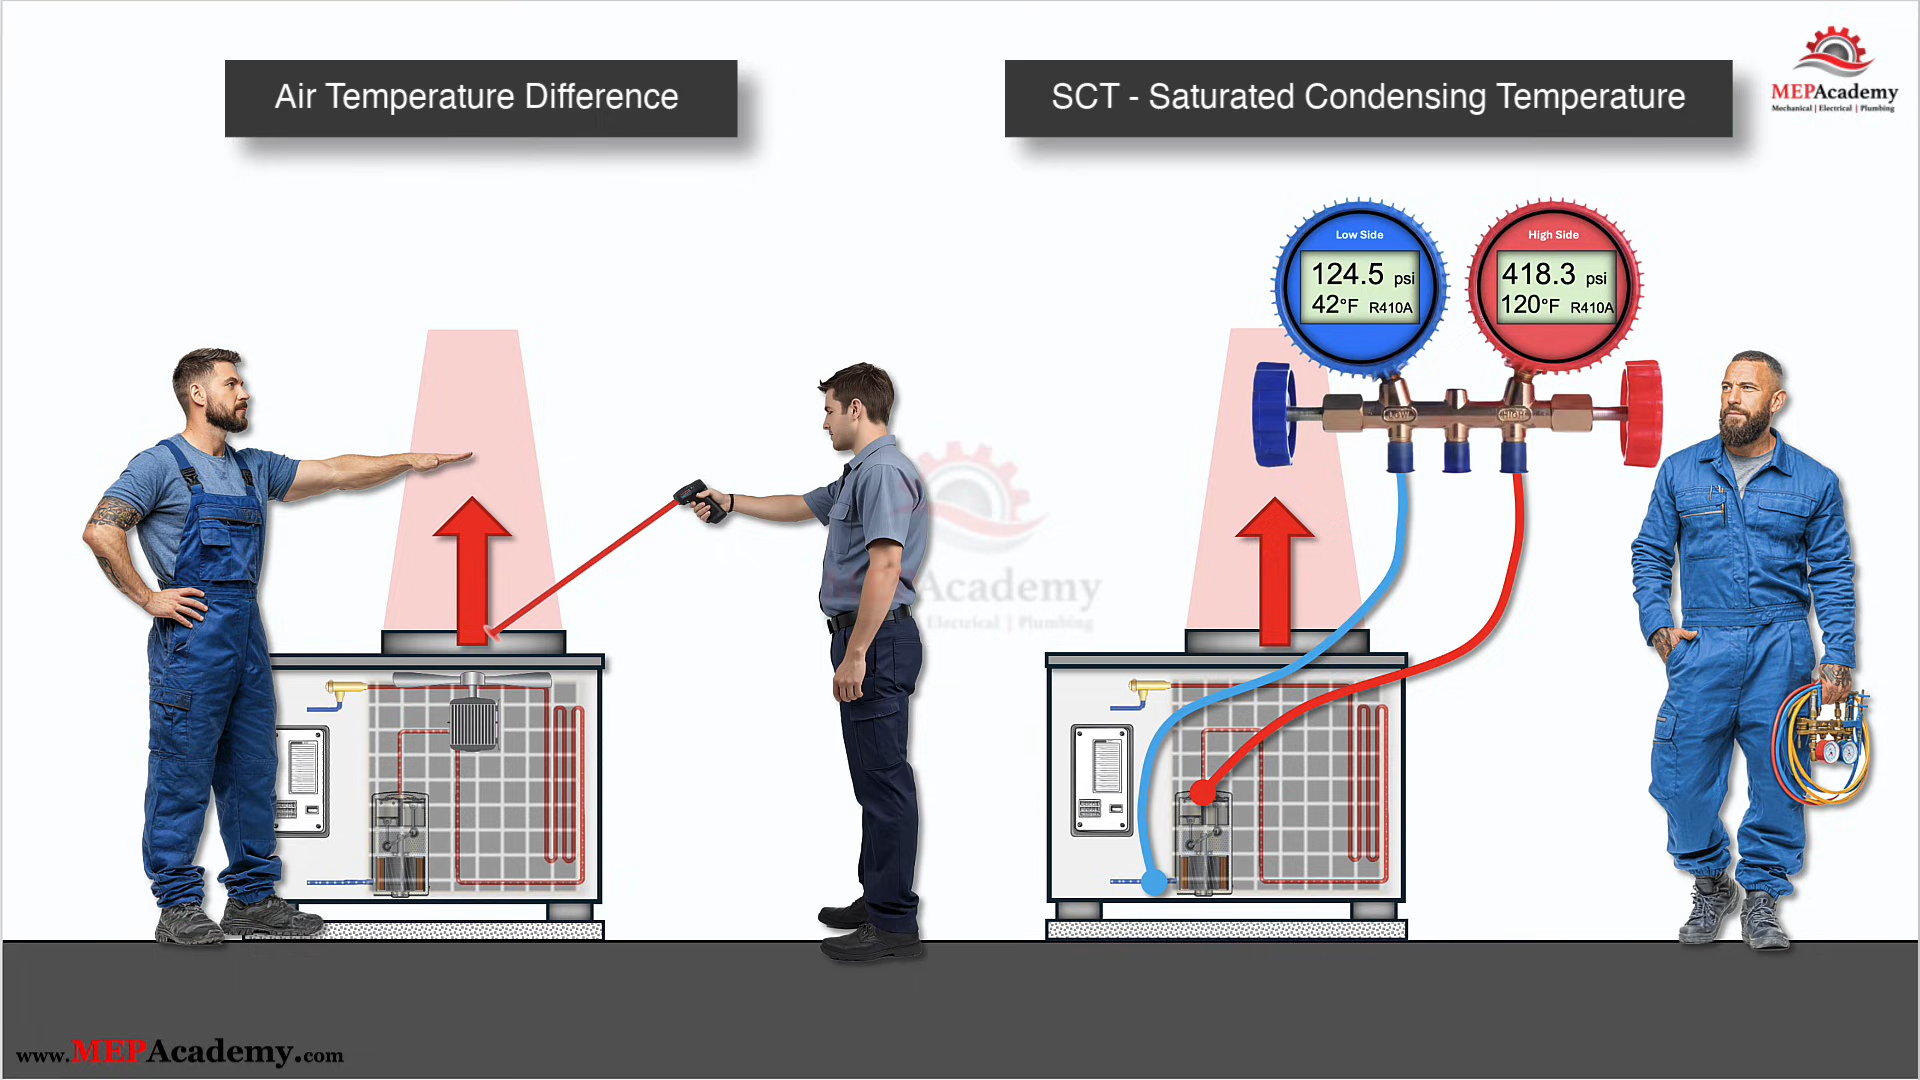 Air Temperature Difference
SCT - Saturated Condensing Temperature
MEPAcademy
Mechanical | Electrical | Plumbing
Low Side
124.5 psi
42°F R410A
High Side
418.3 psi
120°F R410A
LOW
HIGH
Academy
Electrical | Plumbing
www.MEPAcademy.com